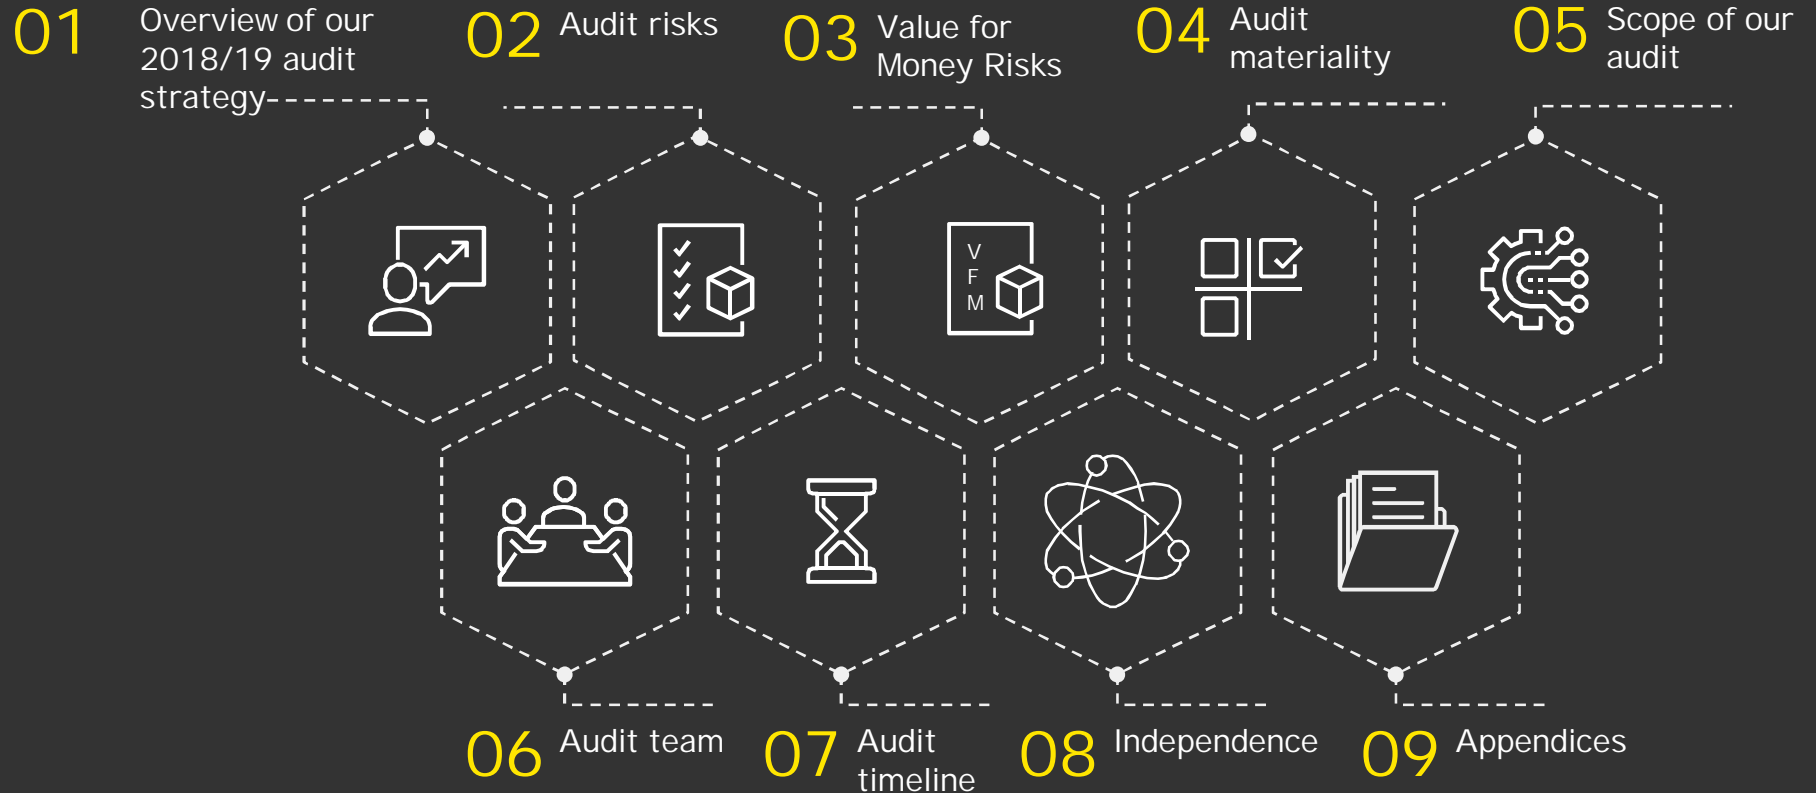 01 Overview of our
2018/19 audit
strategy
02 Audit risks
03 Value for
Money Risks
04 Audit
materiality
05 Scope of our
audit
V
F
M
06 Audit team
07 Audit
timeline
08 Independence
09 Appendices